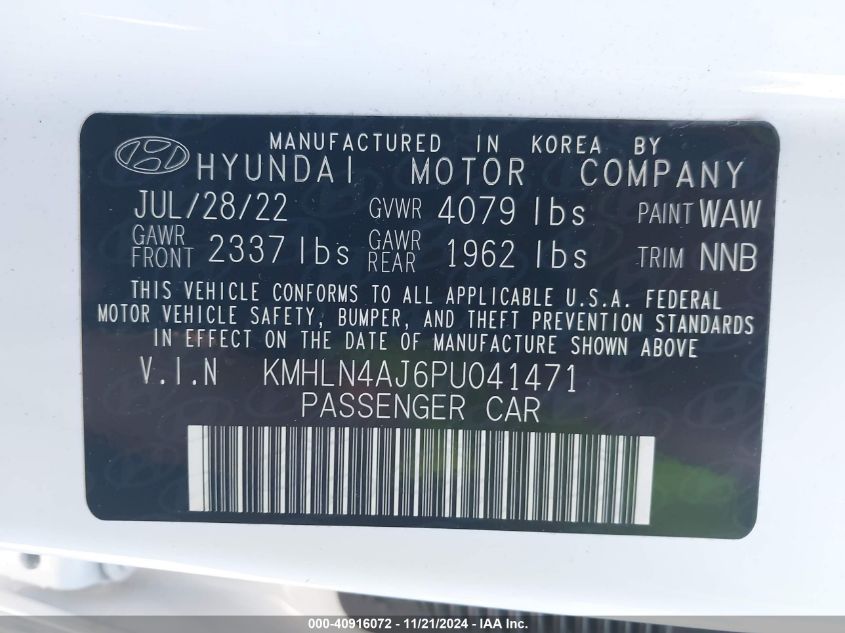 MANUFACTURED IN KOREA BY
HYUNDAI MOTOR COMPANY
JUL/28/22 GVWR 4079 lbs PAINT WAW
GAWR FRONT 2337 lbs GAWR REAR 1962 lbs TRIM NNB
THIS VEHICLE CONFORMS TO ALL APPLICABLE U.S.A. FEDERAL
MOTOR VEHICLE SAFETY, BUMPER, AND THEFT PREVENTION STANDARDS
IN EFFECT ON THE DATE OF MANUFACTURE SHOWN ABOVE
V.I.N KMHLN4AJ6PU041471
PASSENGER CAR
000-40916072 — 11/21/2024 — IAA Inc.